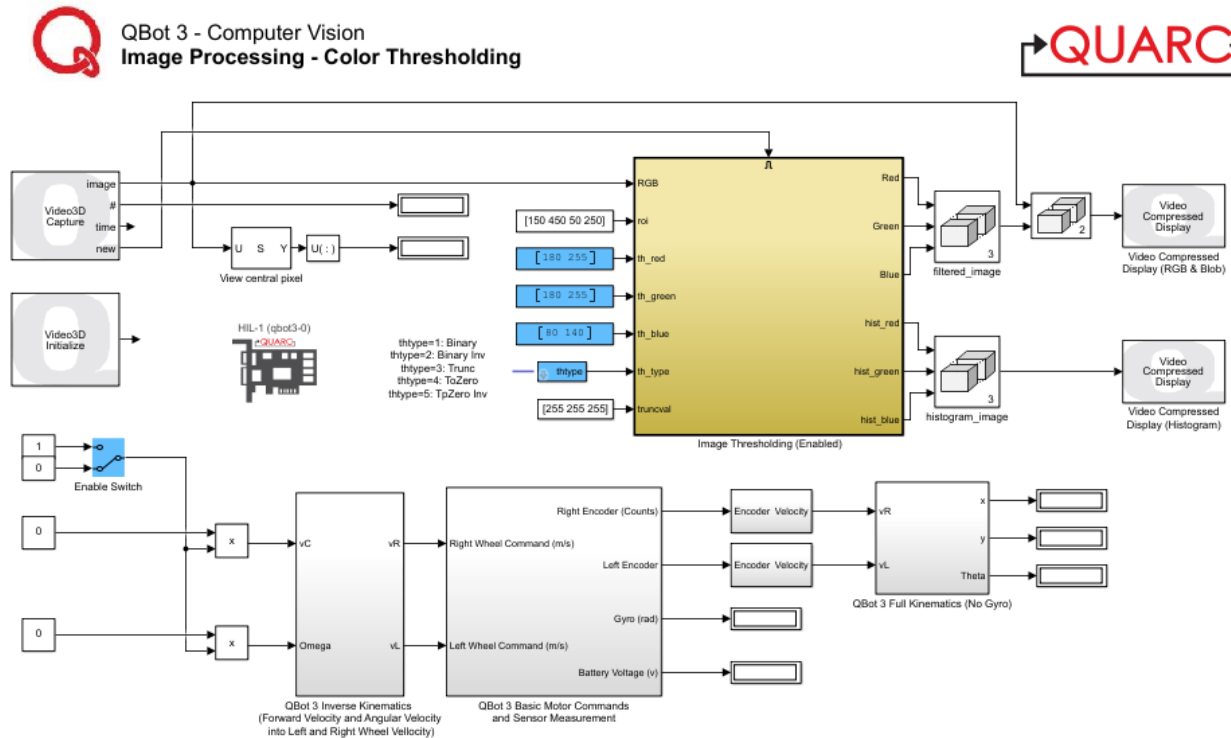 QBot 3 - Computer Vision
Image Processing - Color Thresholding
QUARC
Video3D
Capture
image
#
time
new
U S Y
View central pixel
U( : )
Video3D
Initialize
HIL-1 (qbot3-0)
QUARC
thtype=1: Binary
thtype=2: Binary Inv
thtype=3: Trunc
thtype=4: ToZero
thtype=5: TpZero Inv
[150 450 50 250]
[180 255]
[180 255]
[80 140]
thtype
[255 255 255]
RGB
roi
th_red
th_green
th_blue
th_type
truncval
Red
Green
Blue
hist_red
hist_green
hist_blue
Image Thresholding (Enabled)
3
filtered_image
3
histogram_image
2
Video
Compressed
Display
Video Compressed
Display (RGB & Blob)
Video
Compressed
Display
Video Compressed
Display (Histogram)
1
0
Enable Switch
0
0
x
x
vC
Omega
vR
vL
QBot 3 Inverse Kinematics
(Forward Velocity and Angular Velocity
into Left and Right Wheel Vellocity)
Right Wheel Command (m/s)
Left Wheel Command (m/s)
Right Encoder (Counts)
Left Encoder
Gyro (rad)
Battery Voltage (v)
QBot 3 Basic Motor Commands
and Sensor Measurement
Encoder Velocity
Encoder Velocity
vR
vL
x
y
Theta
QBot 3 Full Kinematics (No Gyro)